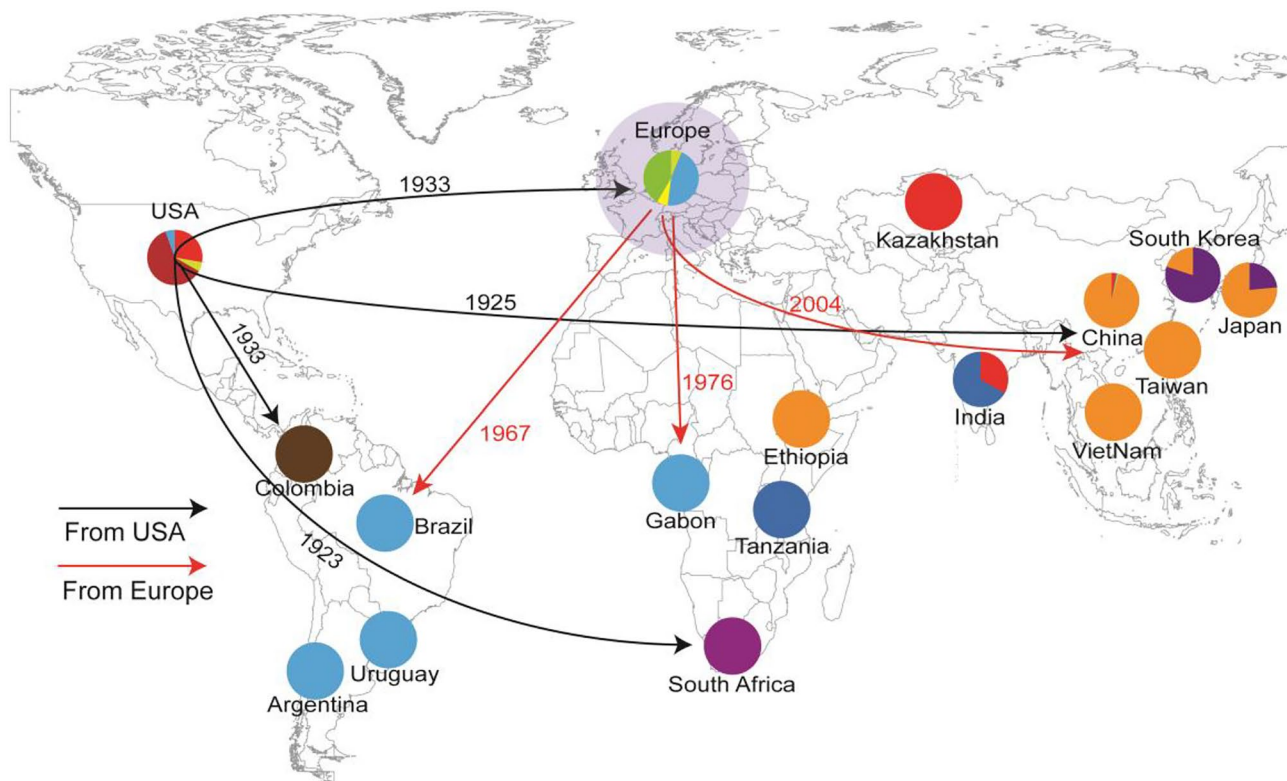 Europe
1933
USA
Kazakhstan
South Korea
2004
1925
China
Japan
1933
Taiwan
1976
India
VietNam
1967
Ethiopia
Colombia
Brazil
Gabon
Tanzania
From USA
1923
From Europe
Uruguay
South Africa
Argentina